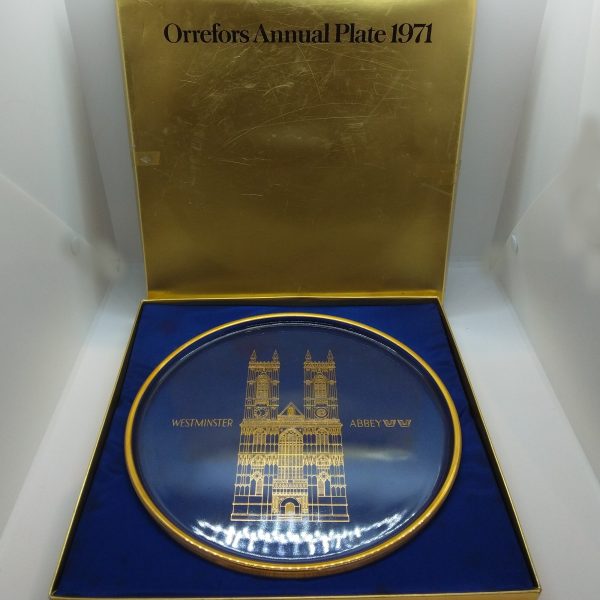 Orrefors Annual Plate 1971
WESTMINSTER ABBEY